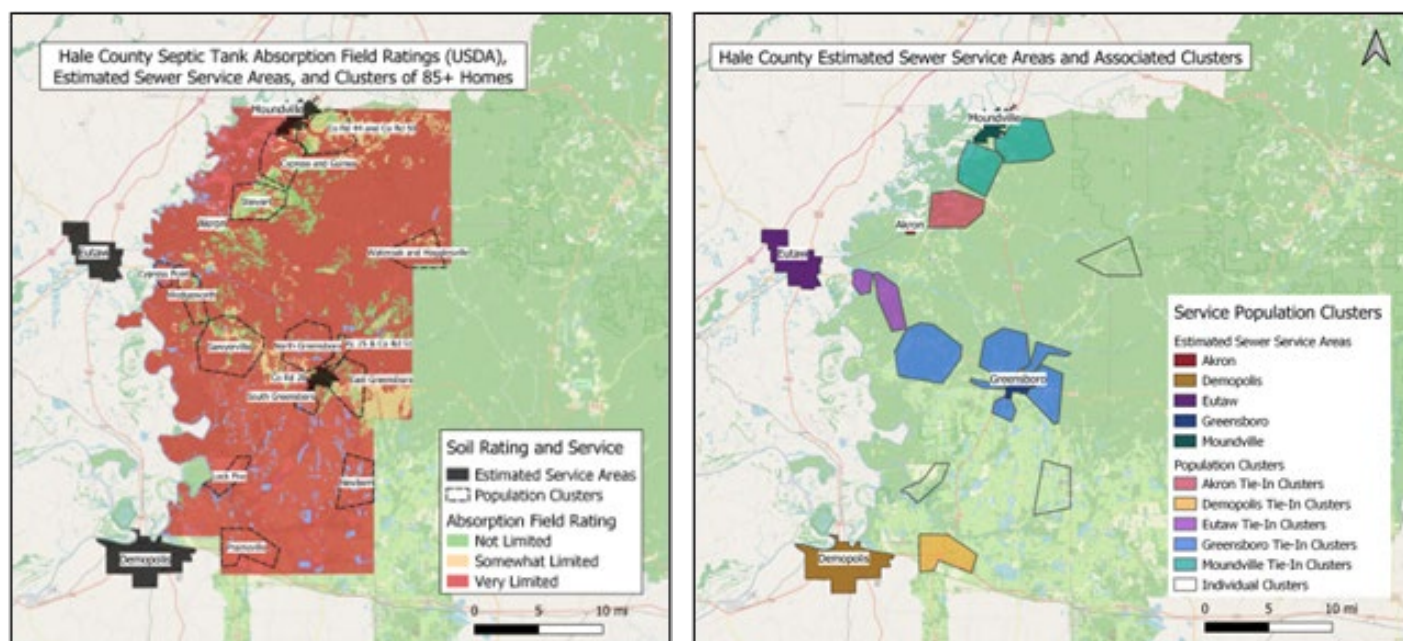 Hale County Septic Tank Absorption Field Ratings (USDA),
Estimated Sewer Service Areas, and Clusters of 85+ Homes
Moundville
Co Rd 44 and Co Rd 50
Cypress and Guinea
Stewart
Akron
Eutaw
Wateroak and Hogglesville
Cypress Point
Wedgeworth
Sawyerville
North Greensboro
Co Rd 20
East Greensboro
South Greensboro
Lock Five
Newbern
Demopolis
Prairieville
Soil Rating and Service
Estimated Service Areas
Population Clusters
Absorption Field Rating
Not Limited
Somewhat Limited
Very Limited
0 5 10 mi
Hale County Estimated Sewer Service Areas and Associated Clusters
Moundville
Akron
Eutaw
Greensboro
Demopolis
Service Population Clusters
Estimated Sewer Service Areas
Akron
Demopolis
Eutaw
Greensboro
Moundville
Population Clusters
Akron Tie-In Clusters
Demopolis Tie-In Clusters
Eutaw Tie-In Clusters
Greensboro Tie-In Clusters
Moundville Tie-In Clusters
Individual Clusters
0 5 10 mi